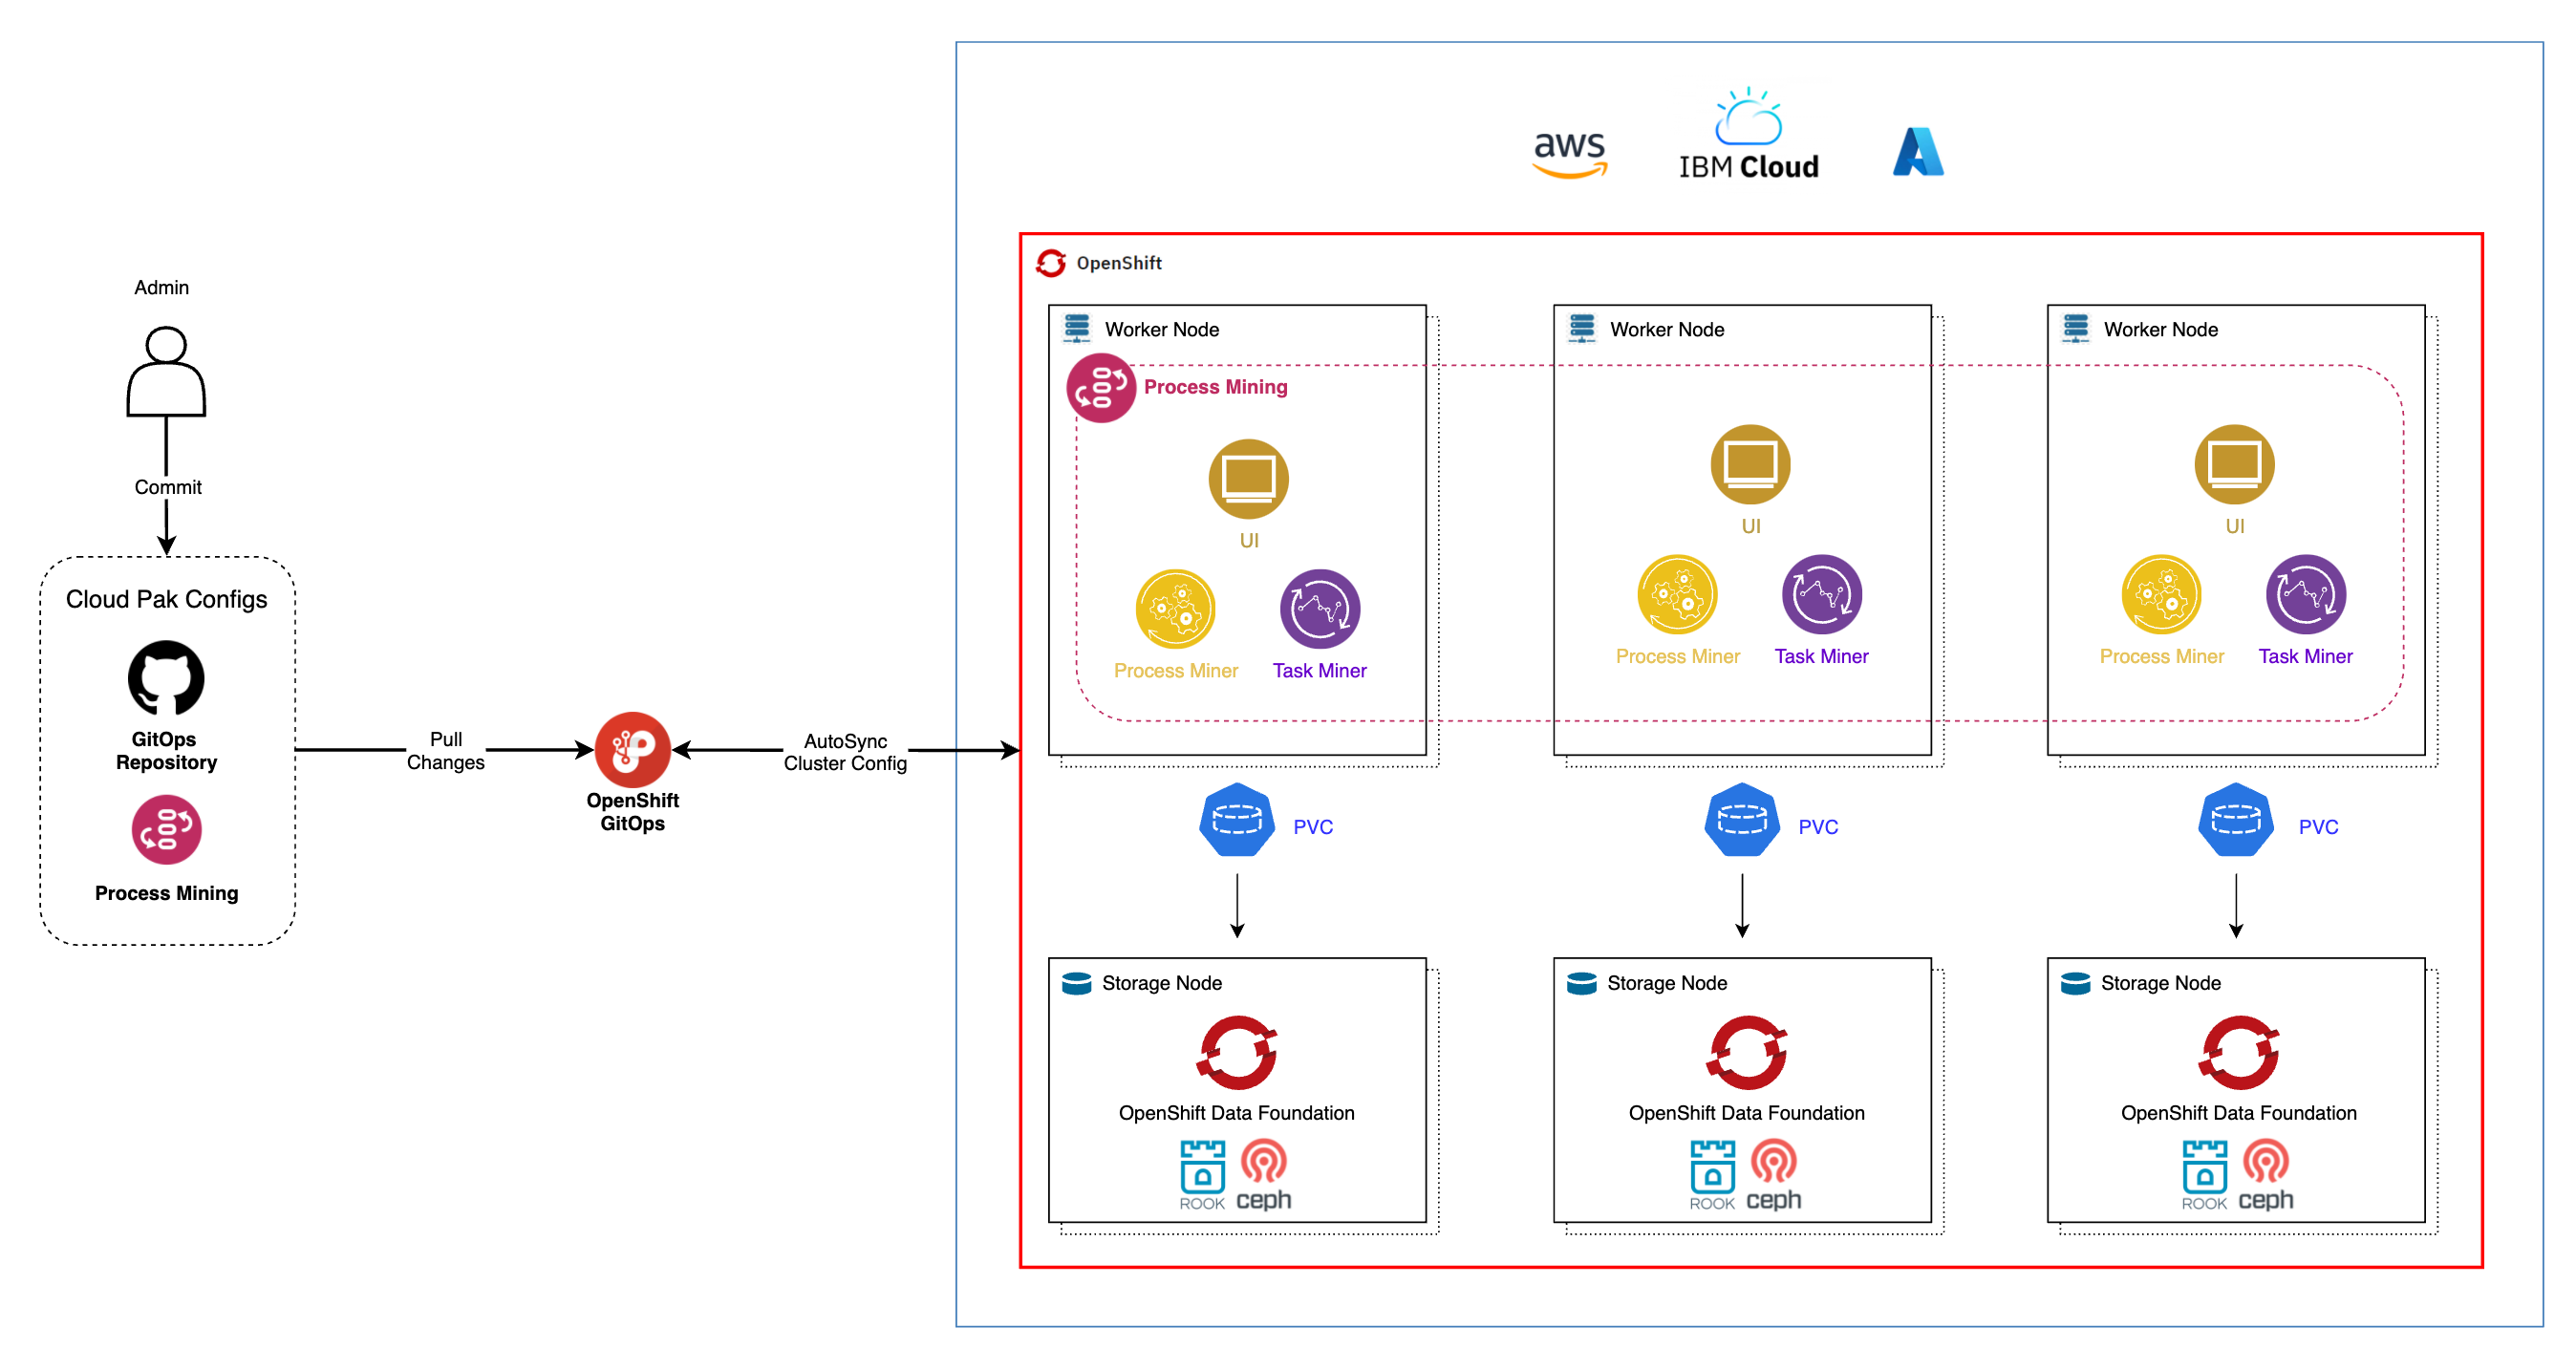 Admin
Commit
Cloud Pak Configs
GitOps
Repository
Process Mining
Pull
Changes
OpenShift
GitOps
AutoSync
Cluster Config
aws
IBM Cloud
OpenShift
Worker Node
Process Mining
UI
Process Miner
Task Miner
Worker Node
UI
Process Miner
Task Miner
Worker Node
UI
Process Miner
Task Miner
PVC
PVC
PVC
Storage Node
OpenShift Data Foundation
ROOK
ceph
Storage Node
OpenShift Data Foundation
ROOK
ceph
Storage Node
OpenShift Data Foundation
ROOK
ceph